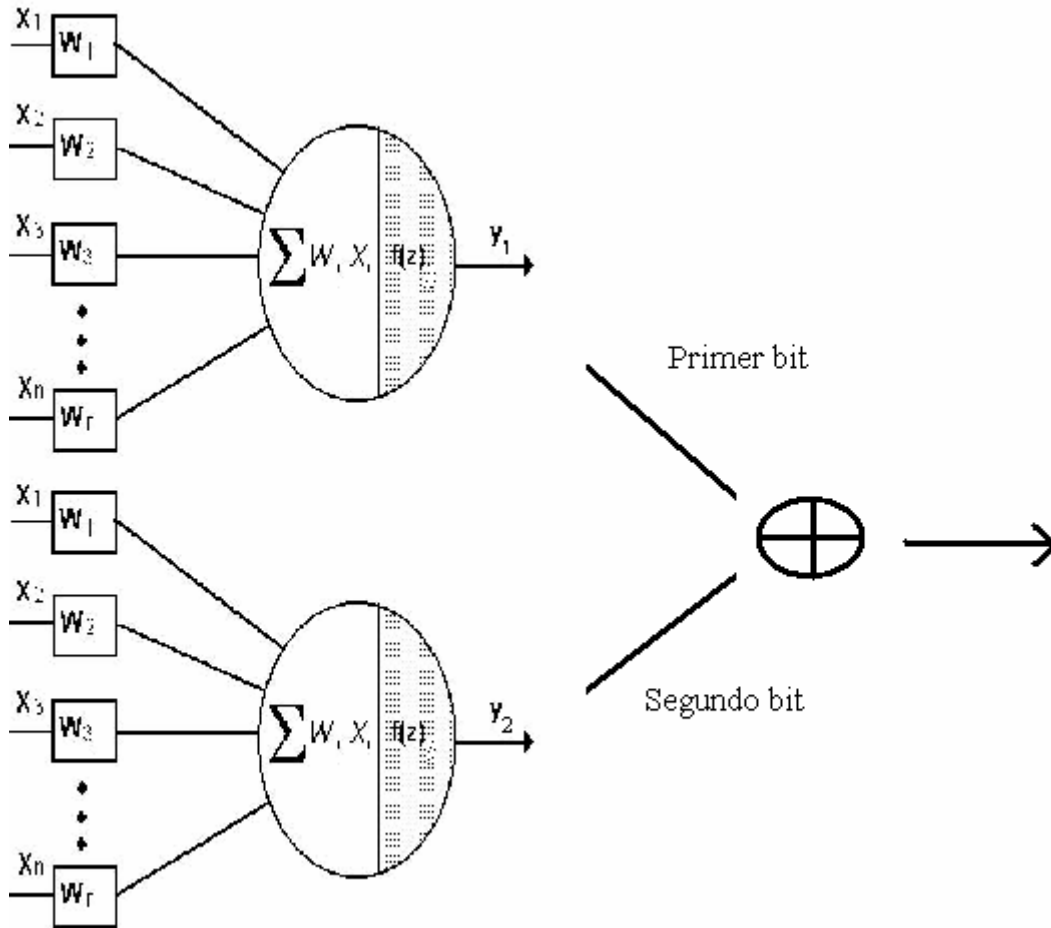 X1
W1
X2
W2
X3
W3
Xn
Wr
∑ Wi Xi f(z)
y1
Primer bit
X1
W1
X2
W2
X3
W3
Xn
Wr
∑ Wi Xi f(z)
y2
Segundo bit